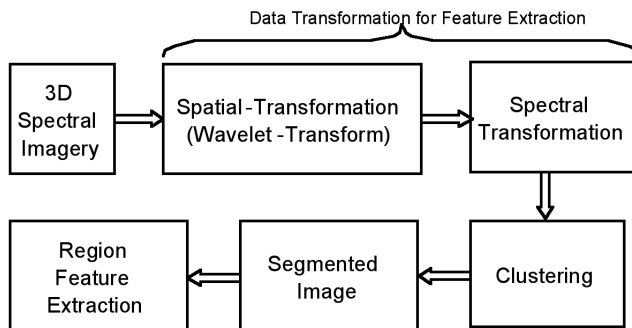 Data Transformation for Feature Extraction
3D
Spectral
Imagery
Spatial-Transformation
(Wavelet-Transform)
Spectral
Transformation
Clustering
Segmented
Image
Region
Feature
Extraction